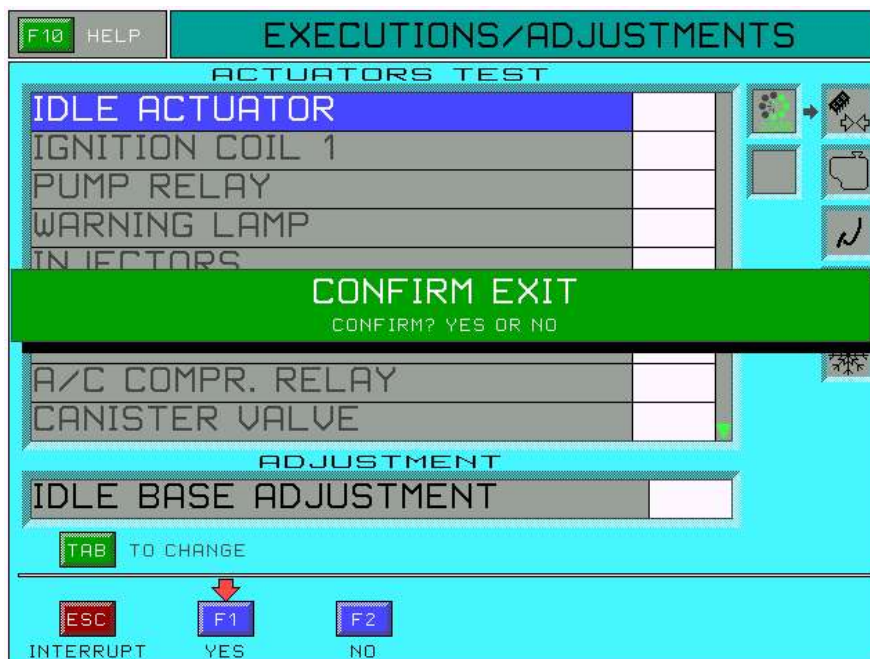 F10 HELP
EXECUTIONS/ADJUSTMENTS
ACTUATORS TEST
IDLE ACTUATOR
IGNITION COIL 1
PUMP RELAY
WARNING LAMP
INJECTORS
CONFIRM EXIT
CONFIRM? YES OR NO
A/C COMPR. RELAY
CANISTER VALVE
ADJUSTMENT
IDLE BASE ADJUSTMENT
TAB TO CHANGE
ESC F1 F2
INTERRUPT YES NO